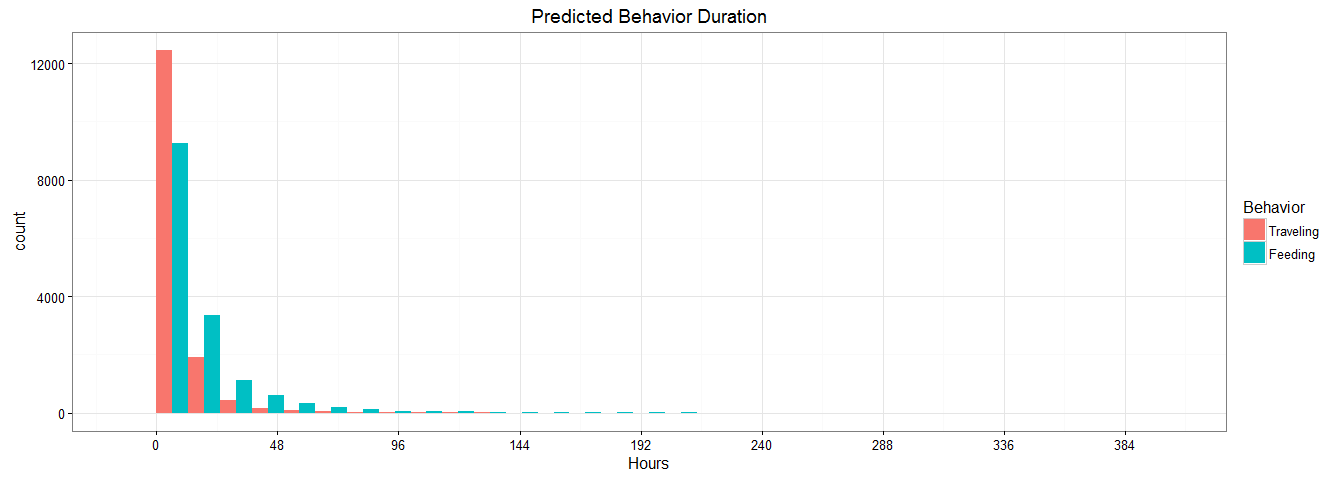 Predicted Behavior Duration
count
12000
8000
4000
0
0 48 96 144 192 240 288 336 384
Hours
Behavior
Traveling
Feeding